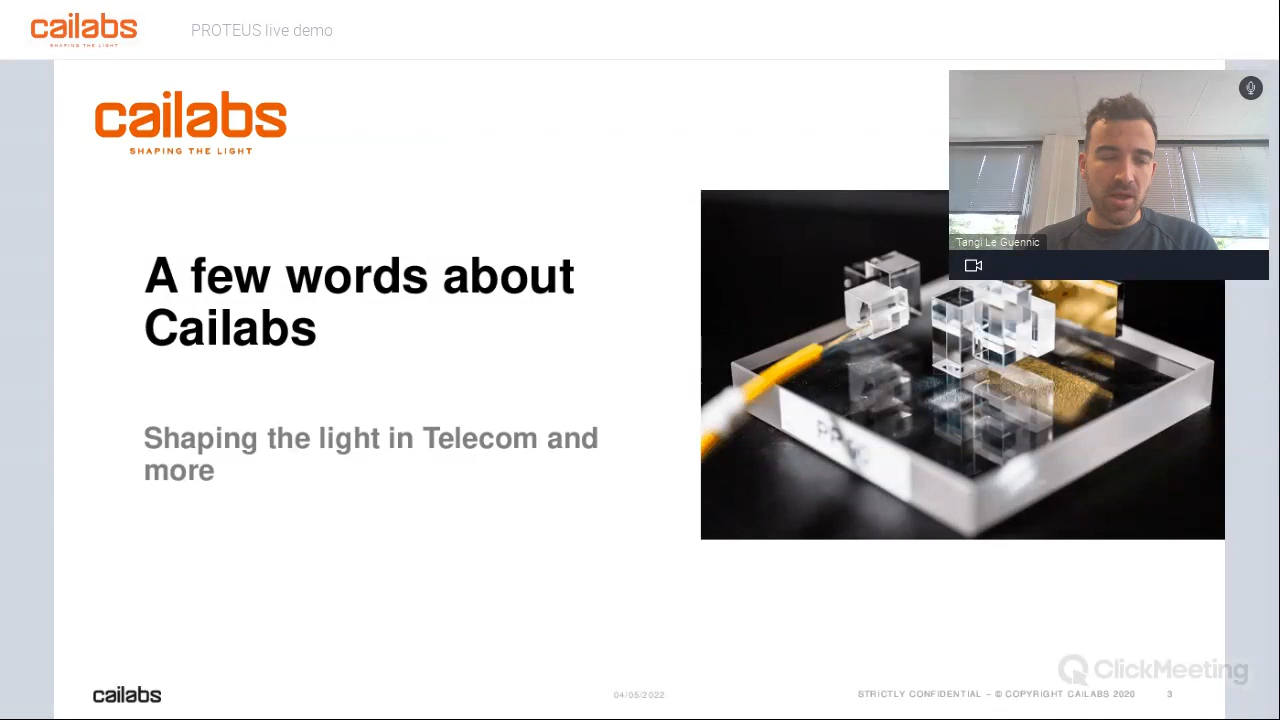 cailabs
SHAPING THE LIGHT
PROTEUS live demo
cailabs
SHAPING THE LIGHT
Tangi Le Guennic
A few words about
Cailabs
Shaping the light in Telecom and
more
ClickMeeting
cailabs
04/05/2022
STRICTLY CONFIDENTIAL – © COPYRIGHT CAILABS 2020
3